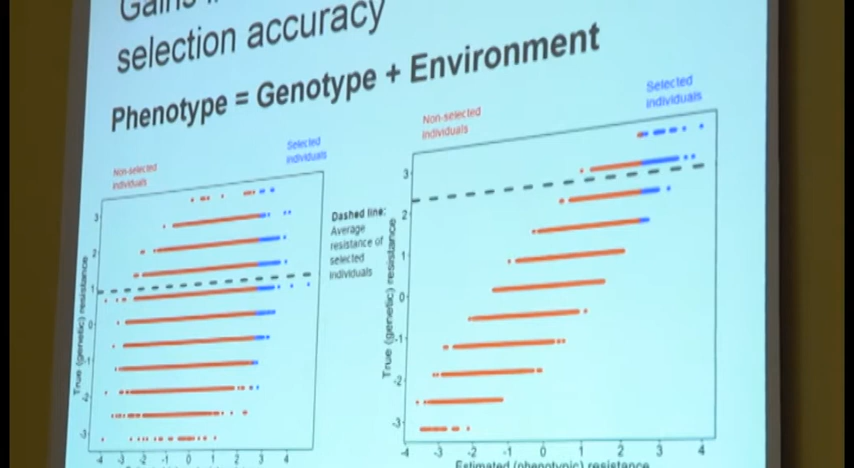 selection accuracy
Phenotype = Genotype + Environment
Non-selected
individuals
Selected
individuals
Dashed line:
Average
resistance of
selected
individuals
True (genetic) resistance
3
2
1
0
-1
-2
-3
-4 -3 -2 -1 0 1 2 3 4
Non-selected
individuals
Selected
individuals
True (genetic) resistance
3
2
1
0
-1
-2
-3
-4 -3 -2 -1 0 1 2 3 4
Estimated (phenotypic) resistance